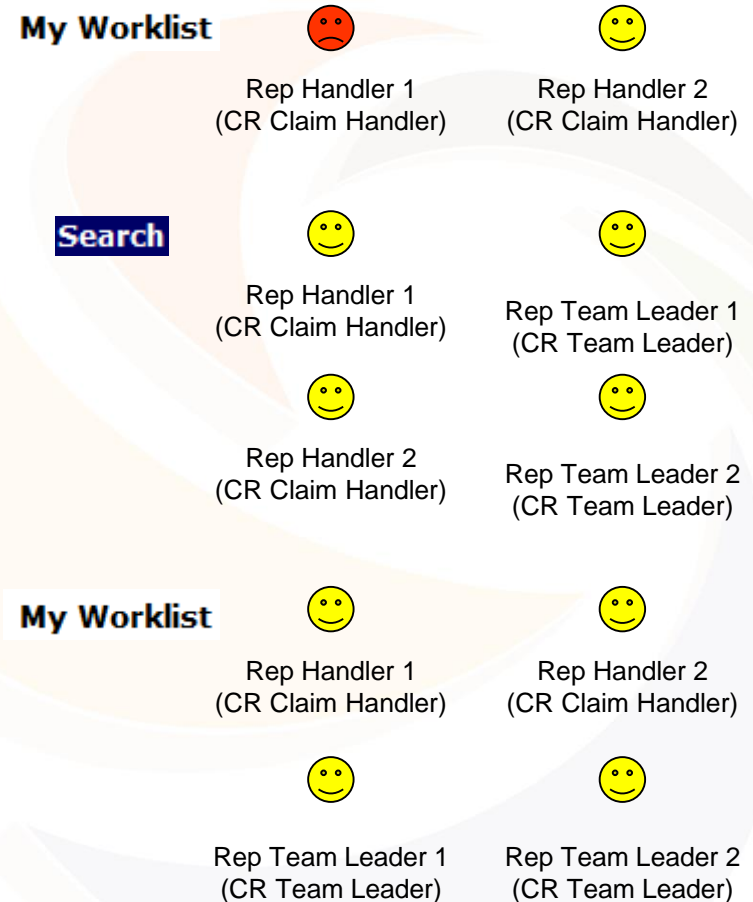 My Worklist
Rep Handler 1
(CR Claim Handler)
Rep Handler 2
(CR Claim Handler)
Search
Rep Handler 1
(CR Claim Handler)
Rep Team Leader 1
(CR Team Leader)
Rep Handler 2
(CR Claim Handler)
Rep Team Leader 2
(CR Team Leader)
My Worklist
Rep Handler 1
(CR Claim Handler)
Rep Handler 2
(CR Claim Handler)
Rep Team Leader 1
(CR Team Leader)
Rep Team Leader 2
(CR Team Leader)